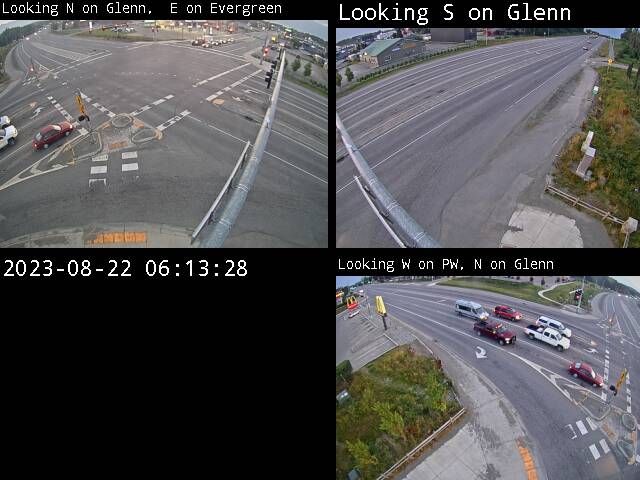 Looking N on Glenn,  E on Evergreen
Looking S on Glenn
2023-08-22 06:13:28
Looking W on PW, N on Glenn